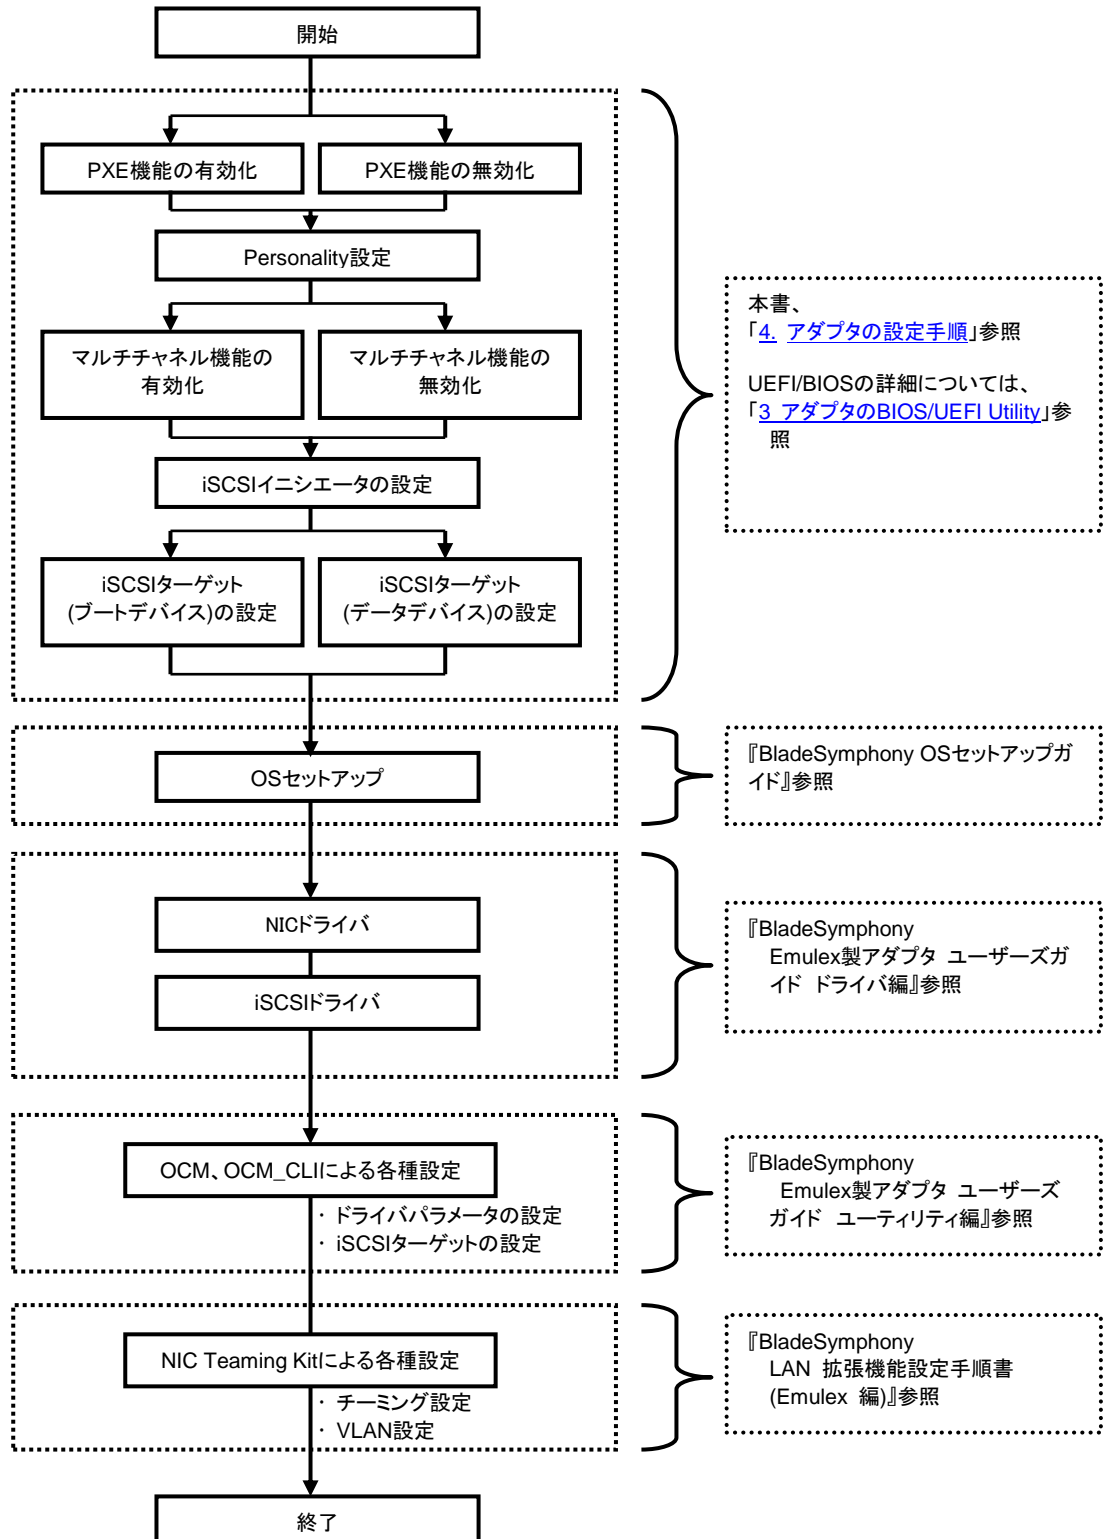 開始
PXE機能の有効化
PXE機能の無効化
Personality設定
マルチチャネル機能の
有効化
マルチチャネル機能の
無効化
iSCSIイニシエータの設定
iSCSIターゲット
(ブートデバイス)の設定
iSCSIターゲット
(データデバイス)の設定
本書、
「4. アダプタの設定手順」参照
UEFI/BIOSの詳細については、
「3 アダプタのBIOS/UEFI Utility」参
照
OSセットアップ
『BladeSymphony OSセットアップガ
イド』参照
NICドライバ
iSCSIドライバ
『BladeSymphony
Emulex製アダプタ ユーザーズガ
イド ドライバ編』参照
OCM、OCM_CLIによる各種設定
・ ドライバパラメータの設定
・ iSCSIターゲットの設定
『BladeSymphony
Emulex製アダプタ ユーザーズ
ガイド ユーティリティ編』参照
NIC Teaming Kitによる各種設定
・ チーミング設定
・ VLAN設定
『BladeSymphony
LAN 拡張機能設定手順書
(Emulex 編)』参照
終了